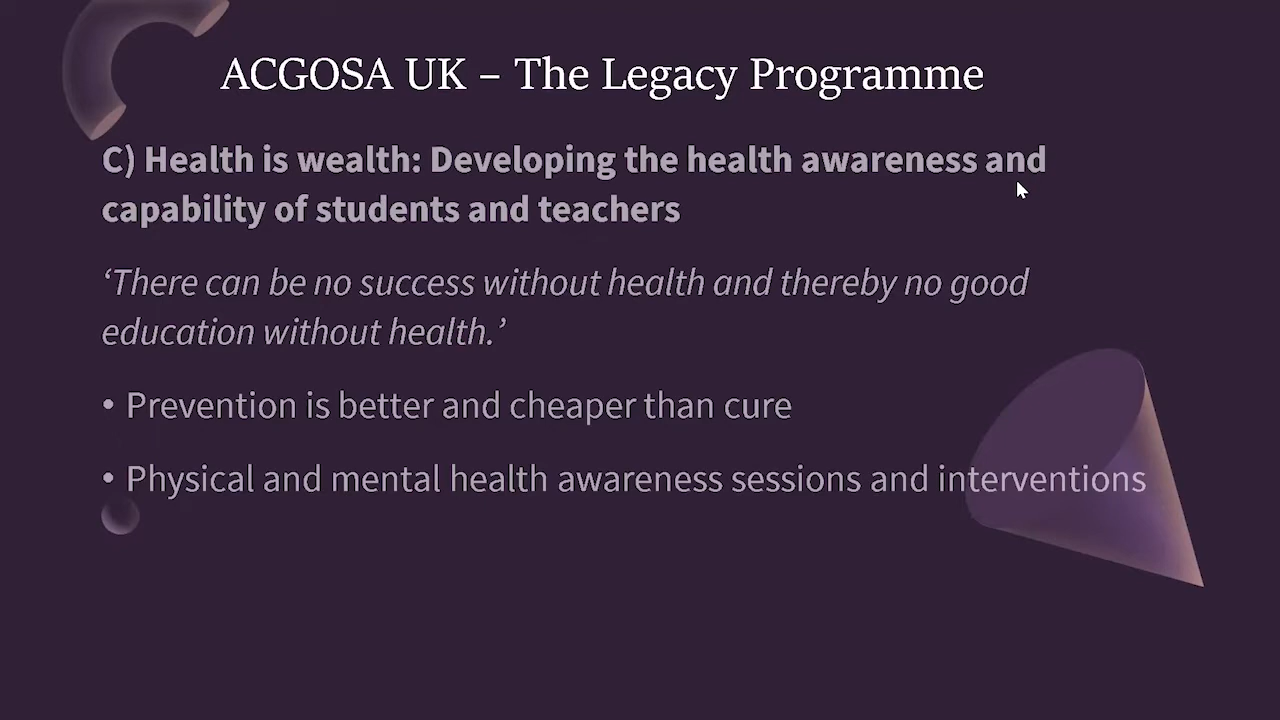 ACGOSA UK – The Legacy Programme
C) Health is wealth: Developing the health awareness and
capability of students and teachers
‘There can be no success without health and thereby no good
education without health.’
• Prevention is better and cheaper than cure
• Physical and mental health awareness sessions and interventions